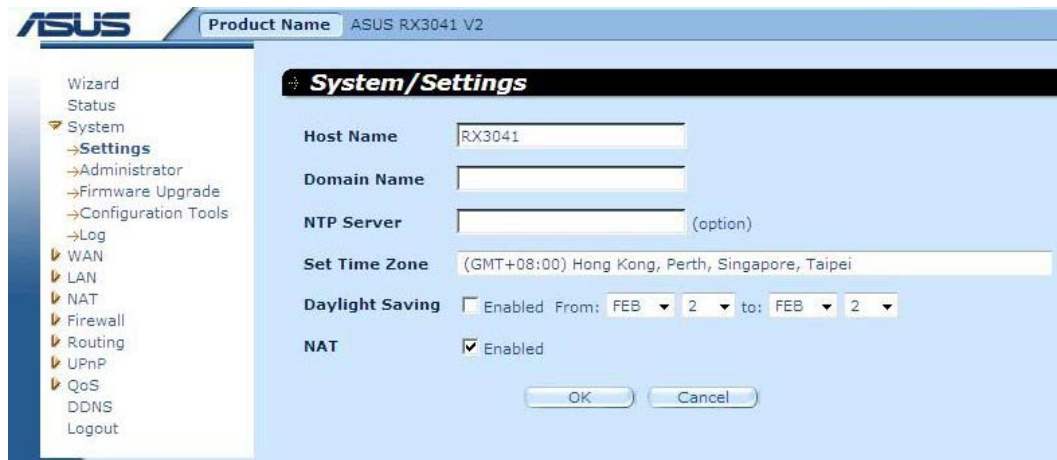 ASUS
Product Name ASUS RX3041 V2
Wizard
Status
System
Settings
Administrator
Firmware Upgrade
Configuration Tools
Log
WAN
LAN
NAT
Firewall
Routing
UPnP
QoS
DDNS
Logout
System/Settings
Host Name RX3041
Domain Name
NTP Server (option)
Set Time Zone (GMT+08:00) Hong Kong, Perth, Singapore, Taipei
Daylight Saving Enabled From: FEB 2 to: FEB 2
NAT Enabled
OK Cancel